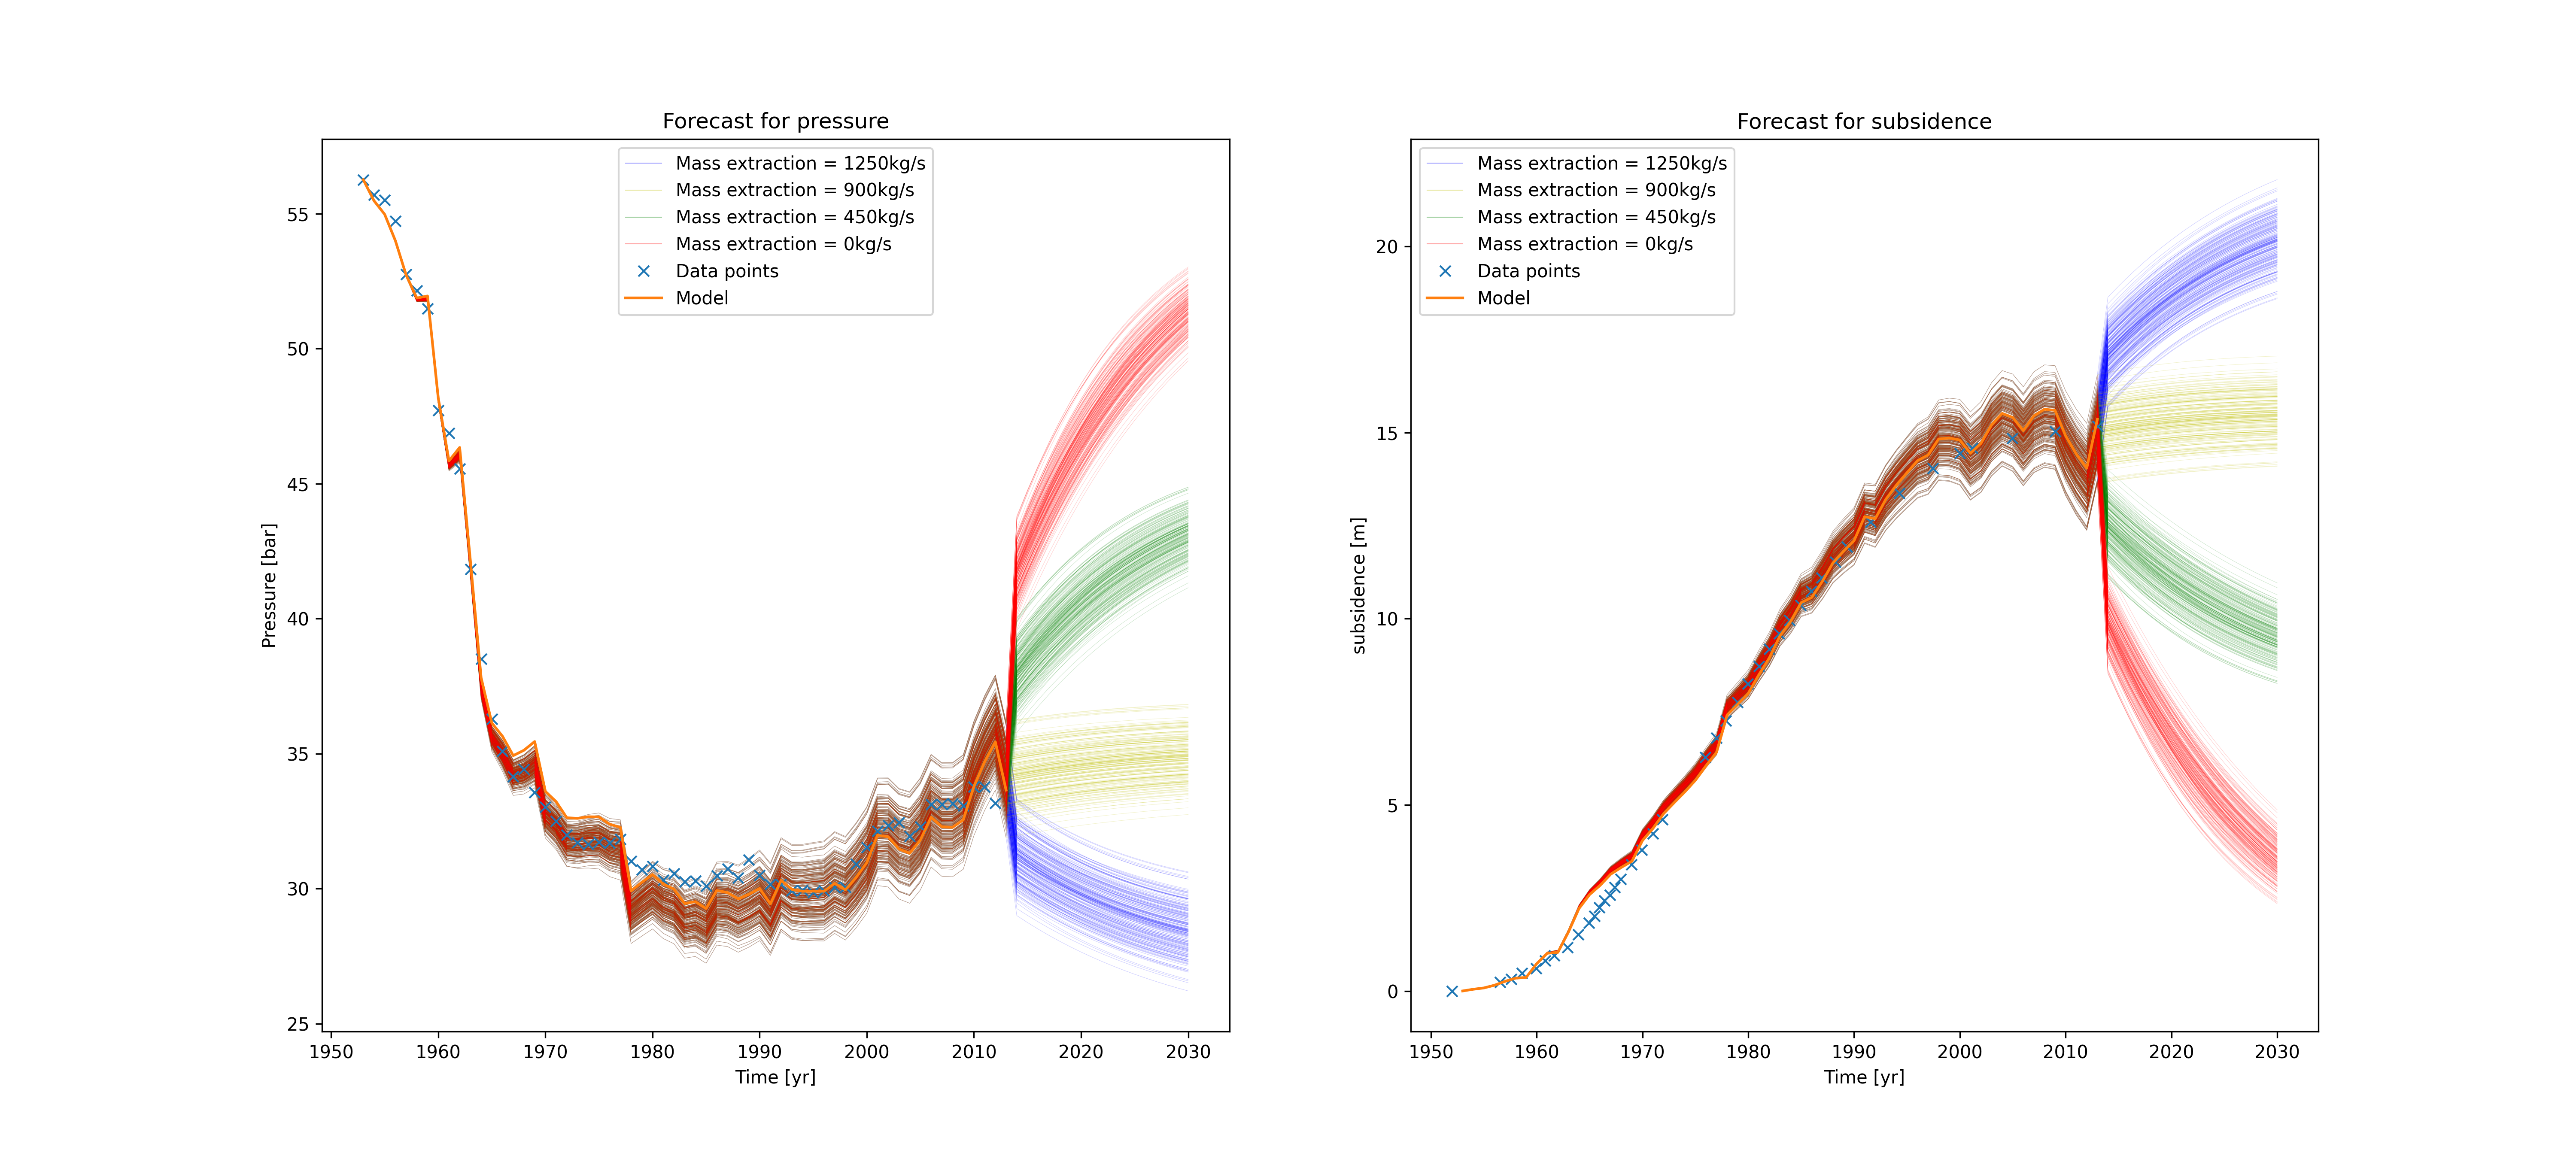 Forecast for pressure
Mass extraction = 1250kg/s
Mass extraction = 900kg/s
Mass extraction = 450kg/s
Mass extraction = 0kg/s
Data points
Model
Pressure [bar]
55
50
45
40
35
30
25
1950 1960 1970 1980 1990 2000 2010 2020 2030
Time [yr]
Forecast for subsidence
Mass extraction = 1250kg/s
Mass extraction = 900kg/s
Mass extraction = 450kg/s
Mass extraction = 0kg/s
Data points
Model
subsidence [m]
20
15
10
5
0
1950 1960 1970 1980 1990 2000 2010 2020 2030
Time [yr]